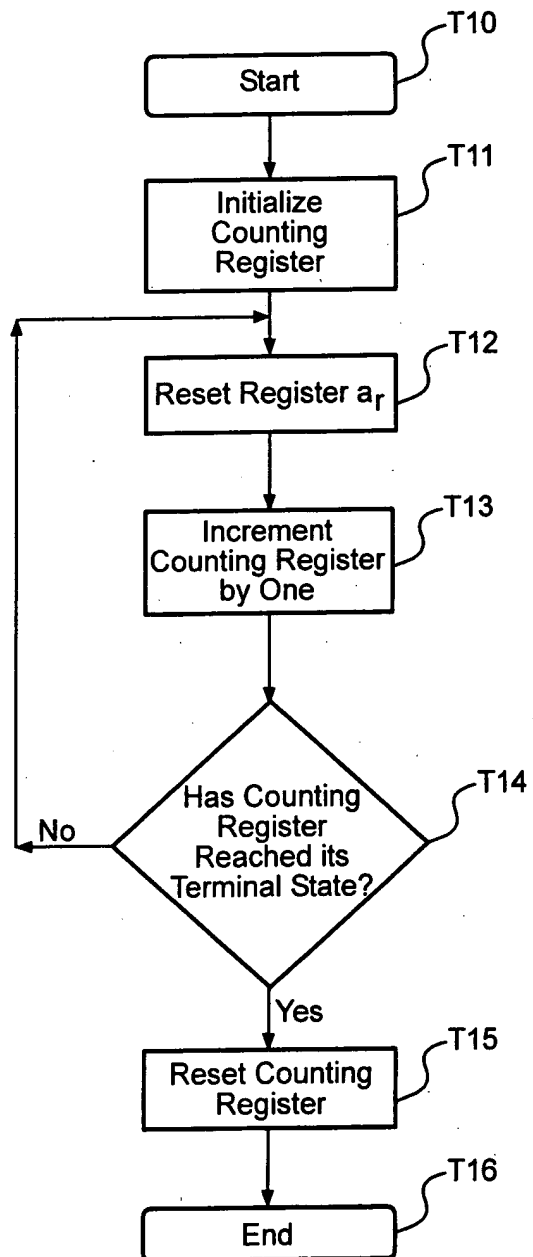 T10
Start
T11
Initialize
Counting
Register
T12
Reset Register ar
T13
Increment
Counting Register
by One
T14
Has Counting
Register
Reached its
Terminal State?
No
Yes
T15
Reset Counting
Register
T16
End